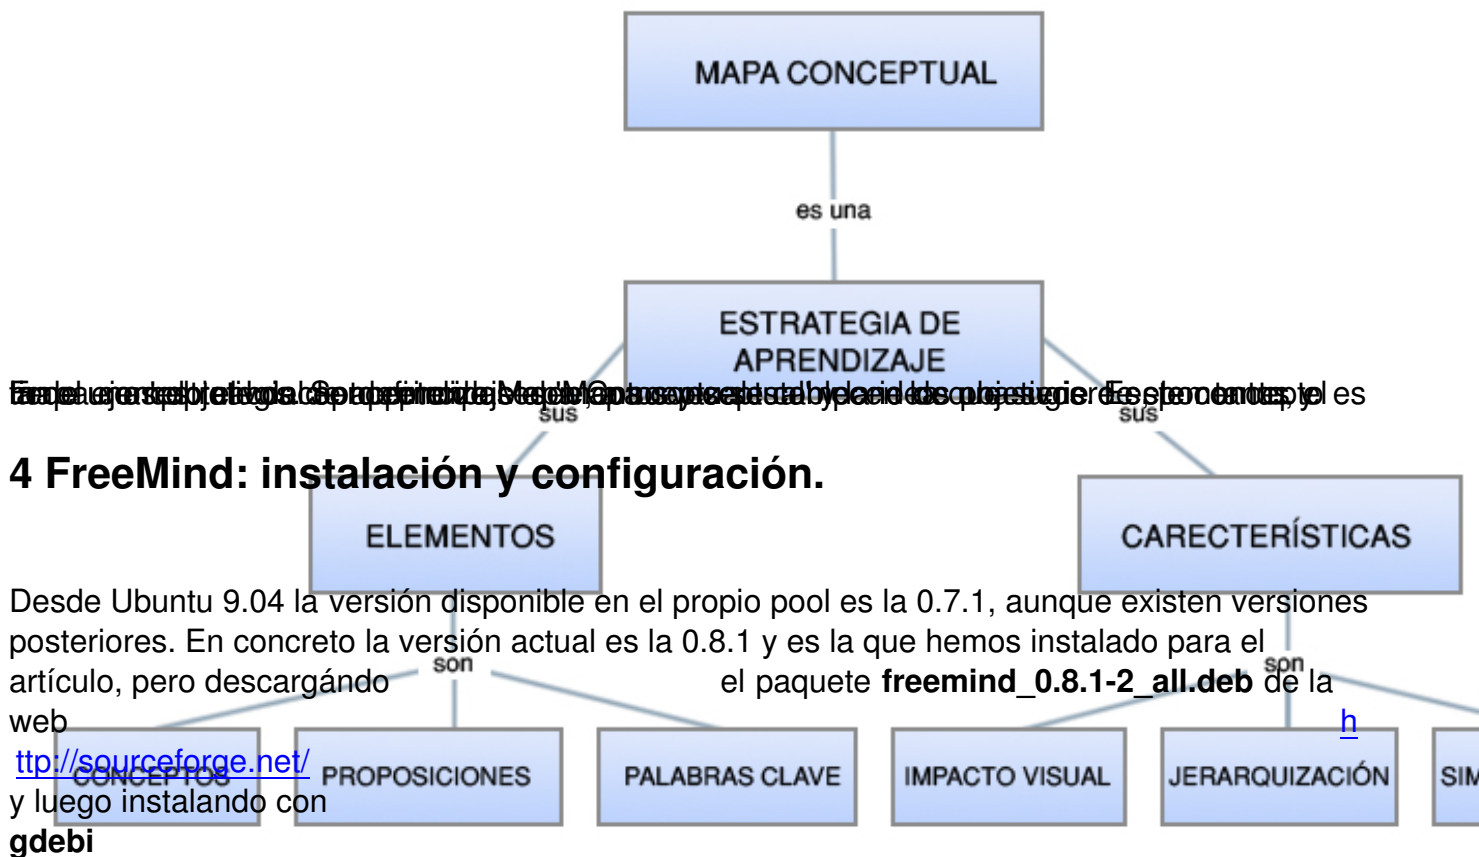 MAPA CONCEPTUAL
es una
ESTRATEGIA DE
APRENDIZAJE
es
sus
sus
4 FreeMind: instalación y configuración.
ELEMENTOS
CARECTERÍSTICAS
Desde Ubuntu 9.04 la versión disponible en el propio pool es la 0.7.1, aunque existen versiones
posteriores. En concreto la versión actual es la 0.8.1 y es la que hemos instalado para el
son
son
artículo, pero descargándo el paquete freemind_0.8.1-2_all.deb de la
web h
ttp://sourceforge.net/
CONCEPTOS
PROPOSICIONES
PALABRAS CLAVE
IMPACTO VISUAL
JERARQUIZACIÓN
SIM
y luego instalando con
gdebi